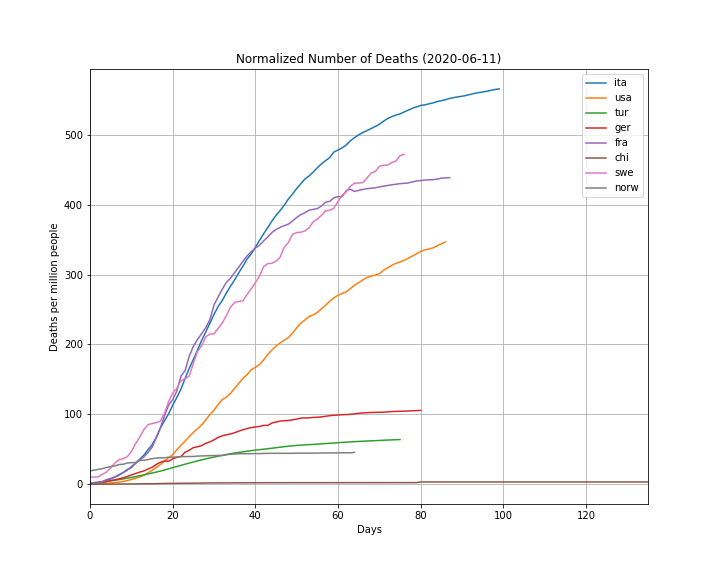 Normalized Number of Deaths (2020-06-11)
ita
usa
tur
ger
fra
chi
swe
norw
Deaths per million people
500
400
300
200
100
0
0 20 40 60 80 100 120
Days